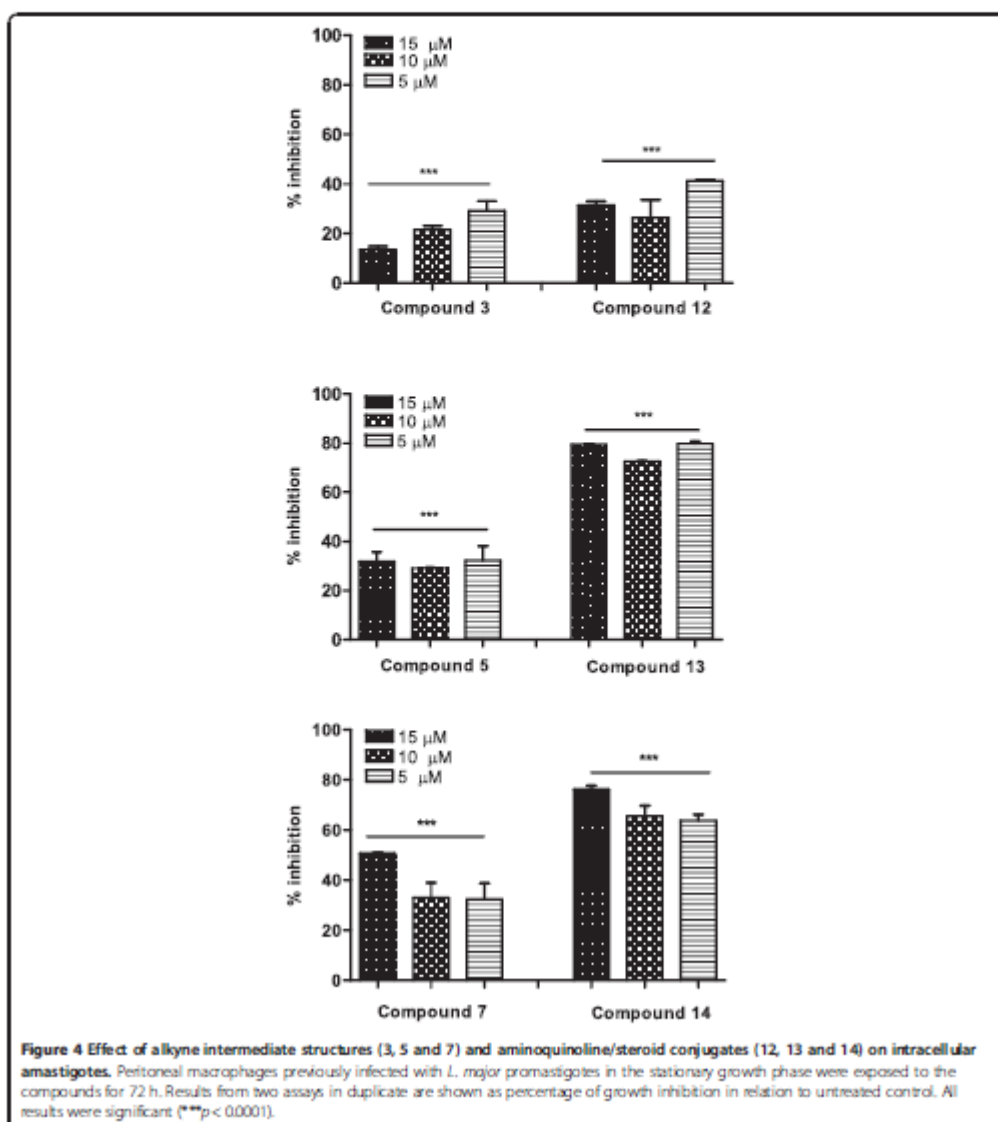 100
80
60
40
20
0
% inhibition
15 μM
10 μM
5 μM
***
***
Compound 3
Compound 12
100
80
60
40
20
0
% inhibition
15 μM
10 μM
5 μM
***
***
Compound 5
Compound 13
100
80
60
40
20
0
% inhibition
15 μM
10 μM
5 μM
***
***
Compound 7
Compound 14
Figure 4 Effect of alkyne intermediate structures (3, 5 and 7) and aminoquinoline/steroid conjugates (12, 13 and 14) on intracellular
amastigotes. Peritoneal macrophages previously infected with L. major promastigotes in the stationary growth phase were exposed to the
compounds for 72 h. Results from two assays in duplicate are shown as percentage of growth inhibition in relation to untreated control. All
results were significant (***p < 0.0001).